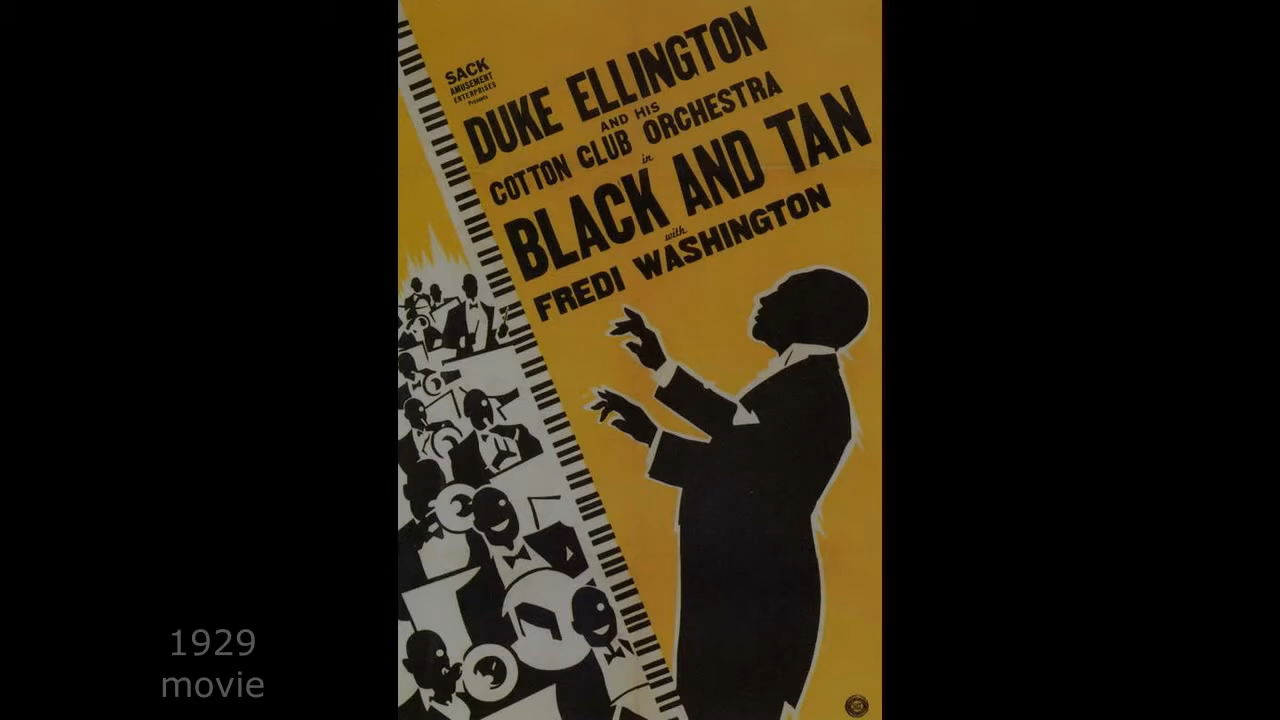 SACK
AMUSEMENT
ENTERPRISES
Presents
DUKE ELLINGTON
AND HIS
COTTON CLUB ORCHESTRA
in
BLACK AND TAN
with
FREDI WASHINGTON
1929
movie